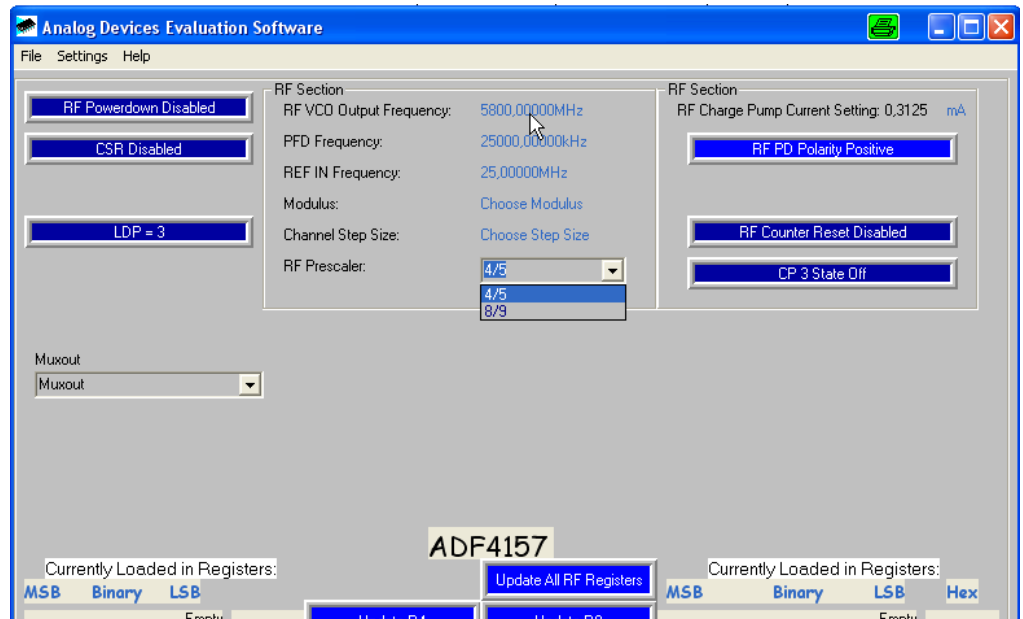 Analog Devices Evaluation Software
File Settings Help
RF Powerdown Disabled
CSR Disabled
LDP = 3
RF Section
RF VCO Output Frequency: 5800,00000MHz
PFD Frequency: 25000,00000kHz
REF IN Frequency: 25,00000MHz
Modulus: Choose Modulus
Channel Step Size: Choose Step Size
RF Prescaler: 4/5
4/5
8/9
RF Section
RF Charge Pump Current Setting: 0,3125 mA
RF PD Polarity Positive
RF Counter Reset Disabled
CP 3 State Off
Muxout
Muxout
ADF4157
Currently Loaded in Registers:
MSB Binary LSB
Update All RF Registers
Currently Loaded in Registers:
MSB Binary LSB Hex